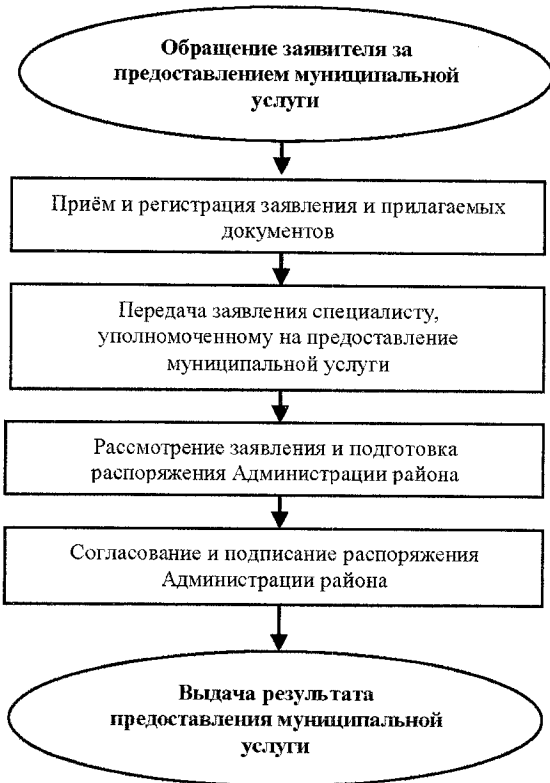 Обращение заявителя за
предоставлением муниципальной
услуги
Приём и регистрация заявления и прилагаемых
документов
Передача заявления специалисту,
уполномоченному на предоставление
муниципальной услуги
Рассмотрение заявления и подготовка
распоряжения Администрации района
Согласование и подписание распоряжения
Администрации района
Выдача результата
предоставления муниципальной
услуги